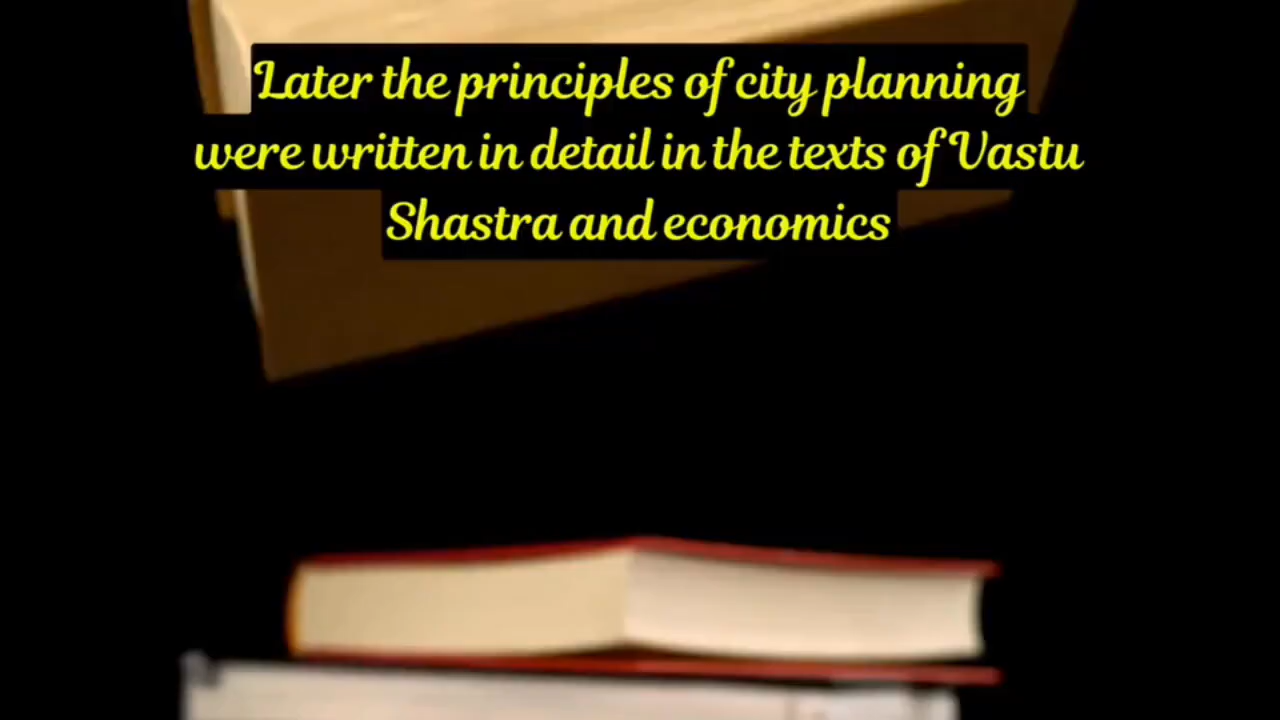 Later the principles of city planning
were written in detail in the texts of Vastu
Shastra and economics